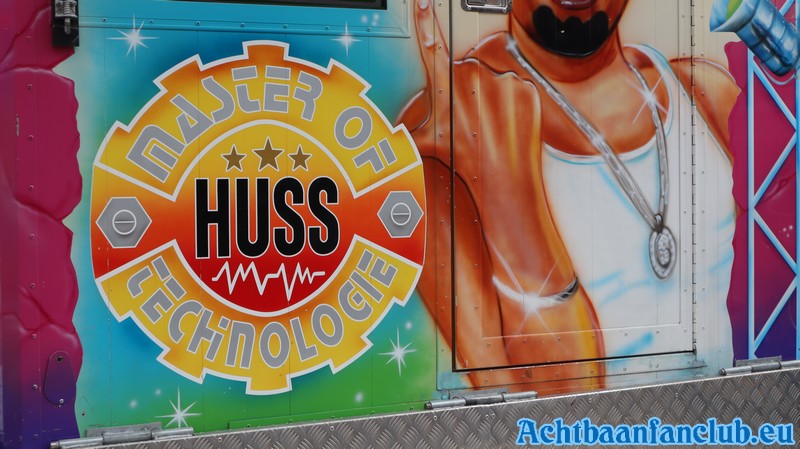 MASTER OF
HUSS
TECHNOLOGIE
Achtbaanfanclub.eu